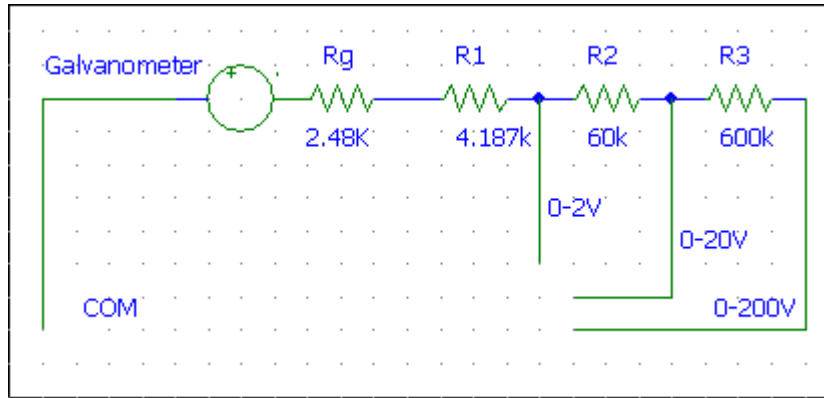 Galvanometer
+
Rg R1 R2 R3
2.48K 4.187k 60k 600k
0-2V
0-20V
COM 0-200V